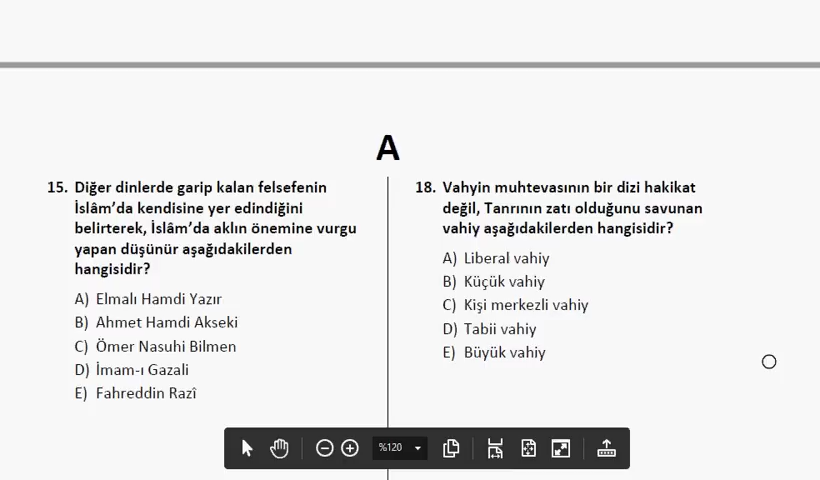 A
15. Diğer dinlerde garip kalan felsefenin
İslâm’da kendisine yer edindiğini
belirterek, İslâm’da aklın önemine vurgu
yapan düşünür aşağıdakilerden
hangisidir?
A) Elmalı Hamdi Yazır
B) Ahmet Hamdi Akseki
C) Ömer Nasuhi Bilmen
D) İmam-ı Gazali
E) Fahreddin Razî
18. Vahyin muhtevasının bir dizi hakikat
değil, Tanrının zatı olduğunu savunan
vahiy aşağıdakilerden hangisidir?
A) Liberal vahiy
B) Küçük vahiy
C) Kişi merkezli vahiy
D) Tabii vahiy
E) Büyük vahiy
%120